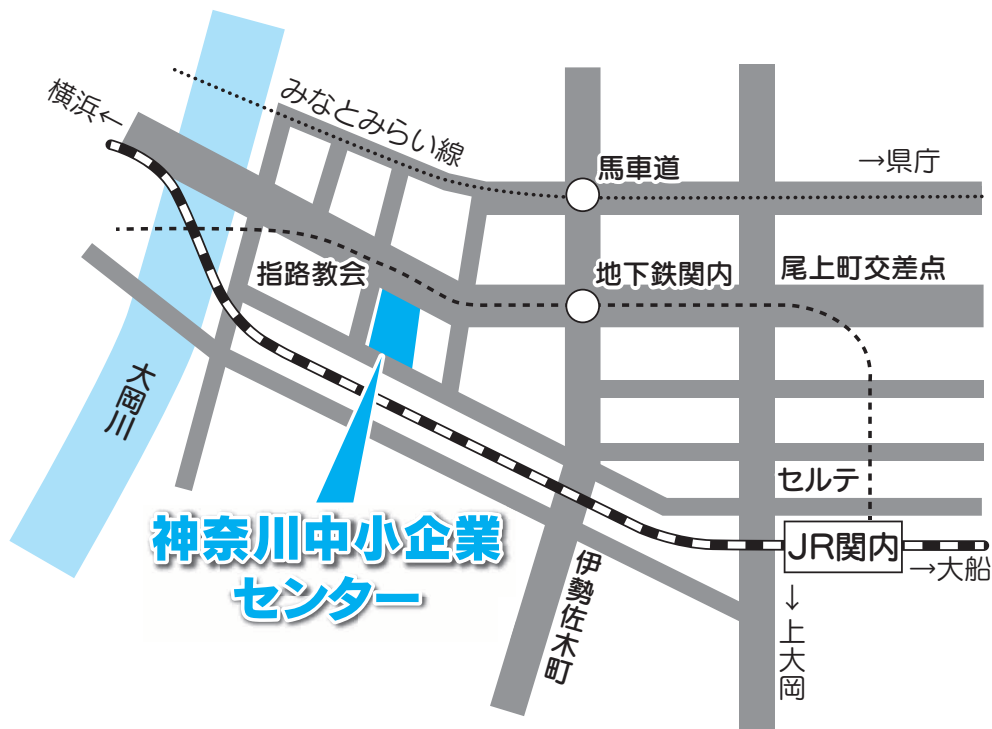 横浜←
みなとみらい線
馬車道
→県庁
指路教会
地下鉄関内
尾上町交差点
大岡川
セルテ
神奈川中小企業
センター
JR関内
→大船
伊勢佐木町
↓上大岡